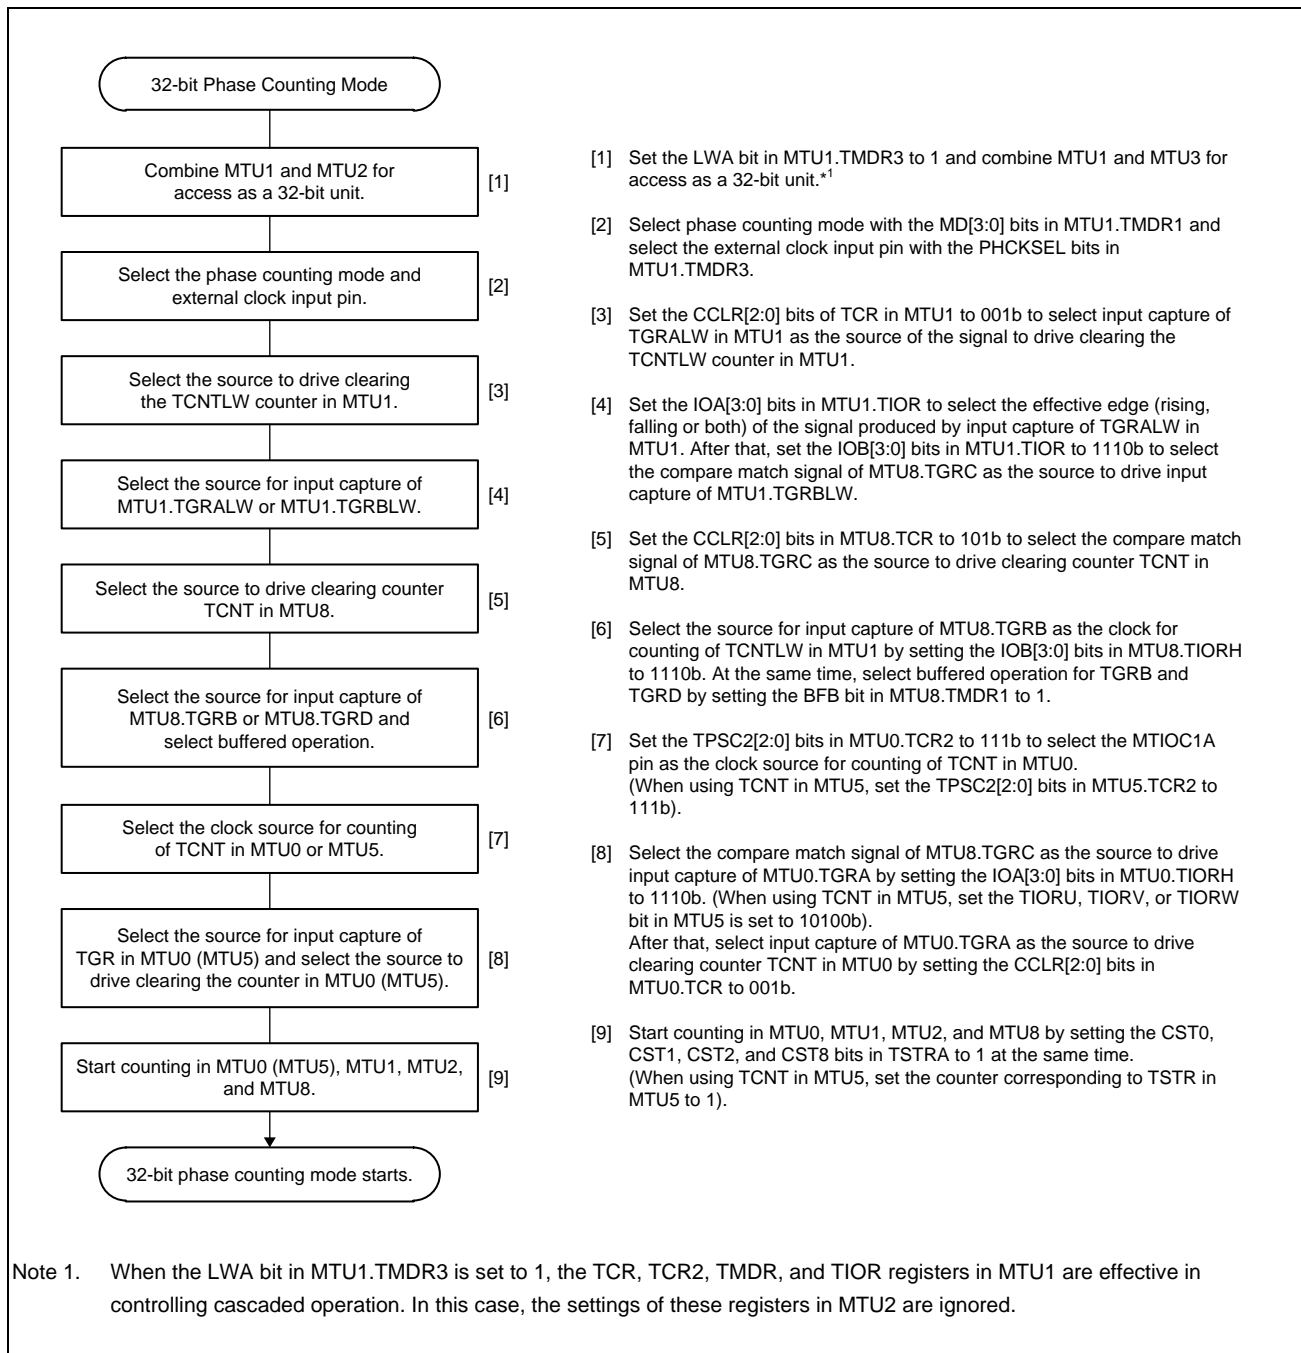 32-bit Phase Counting Mode
Combine MTU1 and MTU2 for
access as a 32-bit unit.
[1]
Select the phase counting mode and
external clock input pin.
[2]
Select the source to drive clearing
the TCNTLW counter in MTU1.
[3]
Select the source for input capture of
MTU1.TGRALW or MTU1.TGRBLW.
[4]
Select the source to drive clearing counter
TCNT in MTU8.
[5]
Select the source for input capture of
MTU8.TGRB or MTU8.TGRD and
select buffered operation.
[6]
Select the clock source for counting
of TCNT in MTU0 or MTU5.
[7]
Select the source for input capture of
TGR in MTU0 (MTU5) and select the source to
drive clearing the counter in MTU0 (MTU5).
[8]
Start counting in MTU0 (MTU5), MTU1, MTU2,
and MTU8.
[9]
32-bit phase counting mode starts.
[1] Set the LWA bit in MTU1.TMDR3 to 1 and combine MTU1 and MTU3 for
access as a 32-bit unit.*1
[2] Select phase counting mode with the MD[3:0] bits in MTU1.TMDR1 and
select the external clock input pin with the PHCKSEL bits in
MTU1.TMDR3.
[3] Set the CCLR[2:0] bits of TCR in MTU1 to 001b to select input capture of
TGRALW in MTU1 as the source of the signal to drive clearing the
TCNTLW counter in MTU1.
[4] Set the IOA[3:0] bits in MTU1.TIOR to select the effective edge (rising,
falling or both) of the signal produced by input capture of TGRALW in
MTU1. After that, set the IOB[3:0] bits in MTU1.TIOR to 1110b to select
the compare match signal of MTU8.TGRC as the source to drive input
capture of MTU1.TGRBLW.
[5] Set the CCLR[2:0] bits in MTU8.TCR to 101b to select the compare match
signal of MTU8.TGRC as the source to drive clearing counter TCNT in
MTU8.
[6] Select the source for input capture of MTU8.TGRB as the clock for
counting of TCNTLW in MTU1 by setting the IOB[3:0] bits in MTU8.TIORH
to 1110b. At the same time, select buffered operation for TGRB and
TGRD by setting the BFB bit in MTU8.TMDR1 to 1.
[7] Set the TPSC2[2:0] bits in MTU0.TCR2 to 111b to select the MTIOC1A
pin as the clock source for counting of TCNT in MTU0.
(When using TCNT in MTU5, set the TPSC2[2:0] bits in MTU5.TCR2 to
111b).
[8] Select the compare match signal of MTU8.TGRC as the source to drive
input capture of MTU0.TGRA by setting the IOA[3:0] bits in MTU0.TIORH
to 1110b. (When using TCNT in MTU5, set the TIORU, TIORV, or TIORW
bit in MTU5 is set to 10100b).
After that, select input capture of MTU0.TGRA as the source to drive
clearing counter TCNT in MTU0 by setting the CCLR[2:0] bits in
MTU0.TCR to 001b.
[9] Start counting in MTU0, MTU1, MTU2, and MTU8 by setting the CST0,
CST1, CST2, and CST8 bits in TSTRA to 1 at the same time.
(When using TCNT in MTU5, set the counter corresponding to TSTR in
MTU5 to 1).
Note 1. When the LWA bit in MTU1.TMDR3 is set to 1, the TCR, TCR2, TMDR, and TIOR registers in MTU1 are effective in
controlling cascaded operation. In this case, the settings of these registers in MTU2 are ignored.